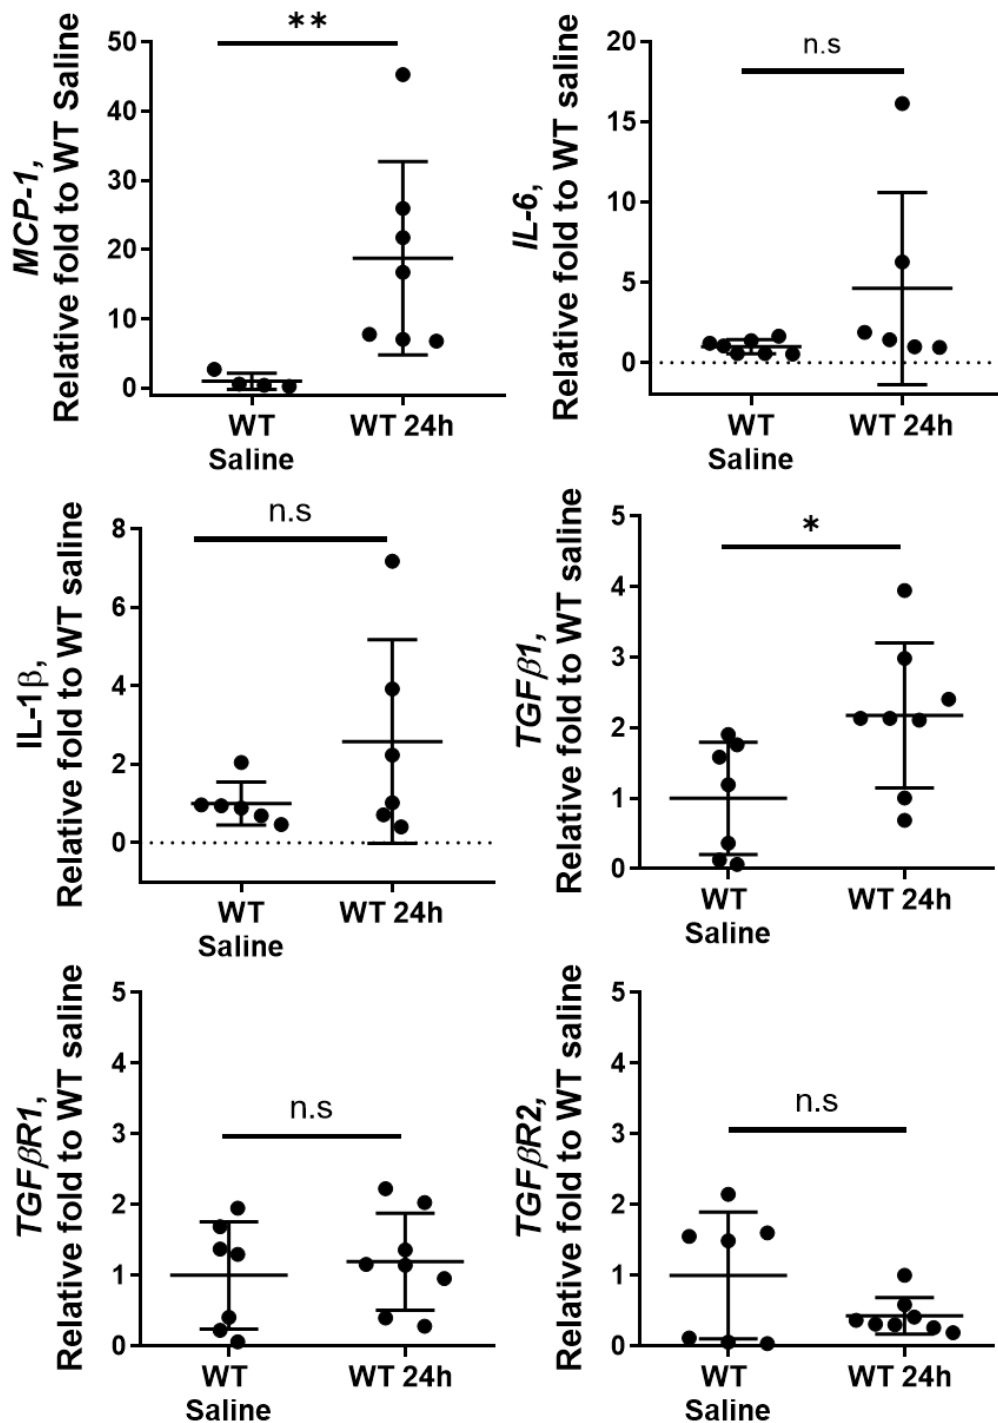 MCP-1,
Relative fold to WT Saline
50
40
30
20
10
0
**
WT
Saline
WT 24h
IL-6,
Relative fold to WT saline
20
15
10
5
0
n.s
WT
Saline
WT 24h
IL-1β,
Relative fold to WT saline
8
6
4
2
0
n.s
WT
Saline
WT 24h
TGFβ1,
Relative fold to WT saline
5
4
3
2
1
0
*
WT
Saline
WT 24h
TGFβR1,
Relative fold to WT saline
5
4
3
2
1
0
n.s
WT
Saline
WT 24h
TGFβR2,
Relative fold to WT saline
5
4
3
2
1
0
n.s
WT
Saline
WT 24h